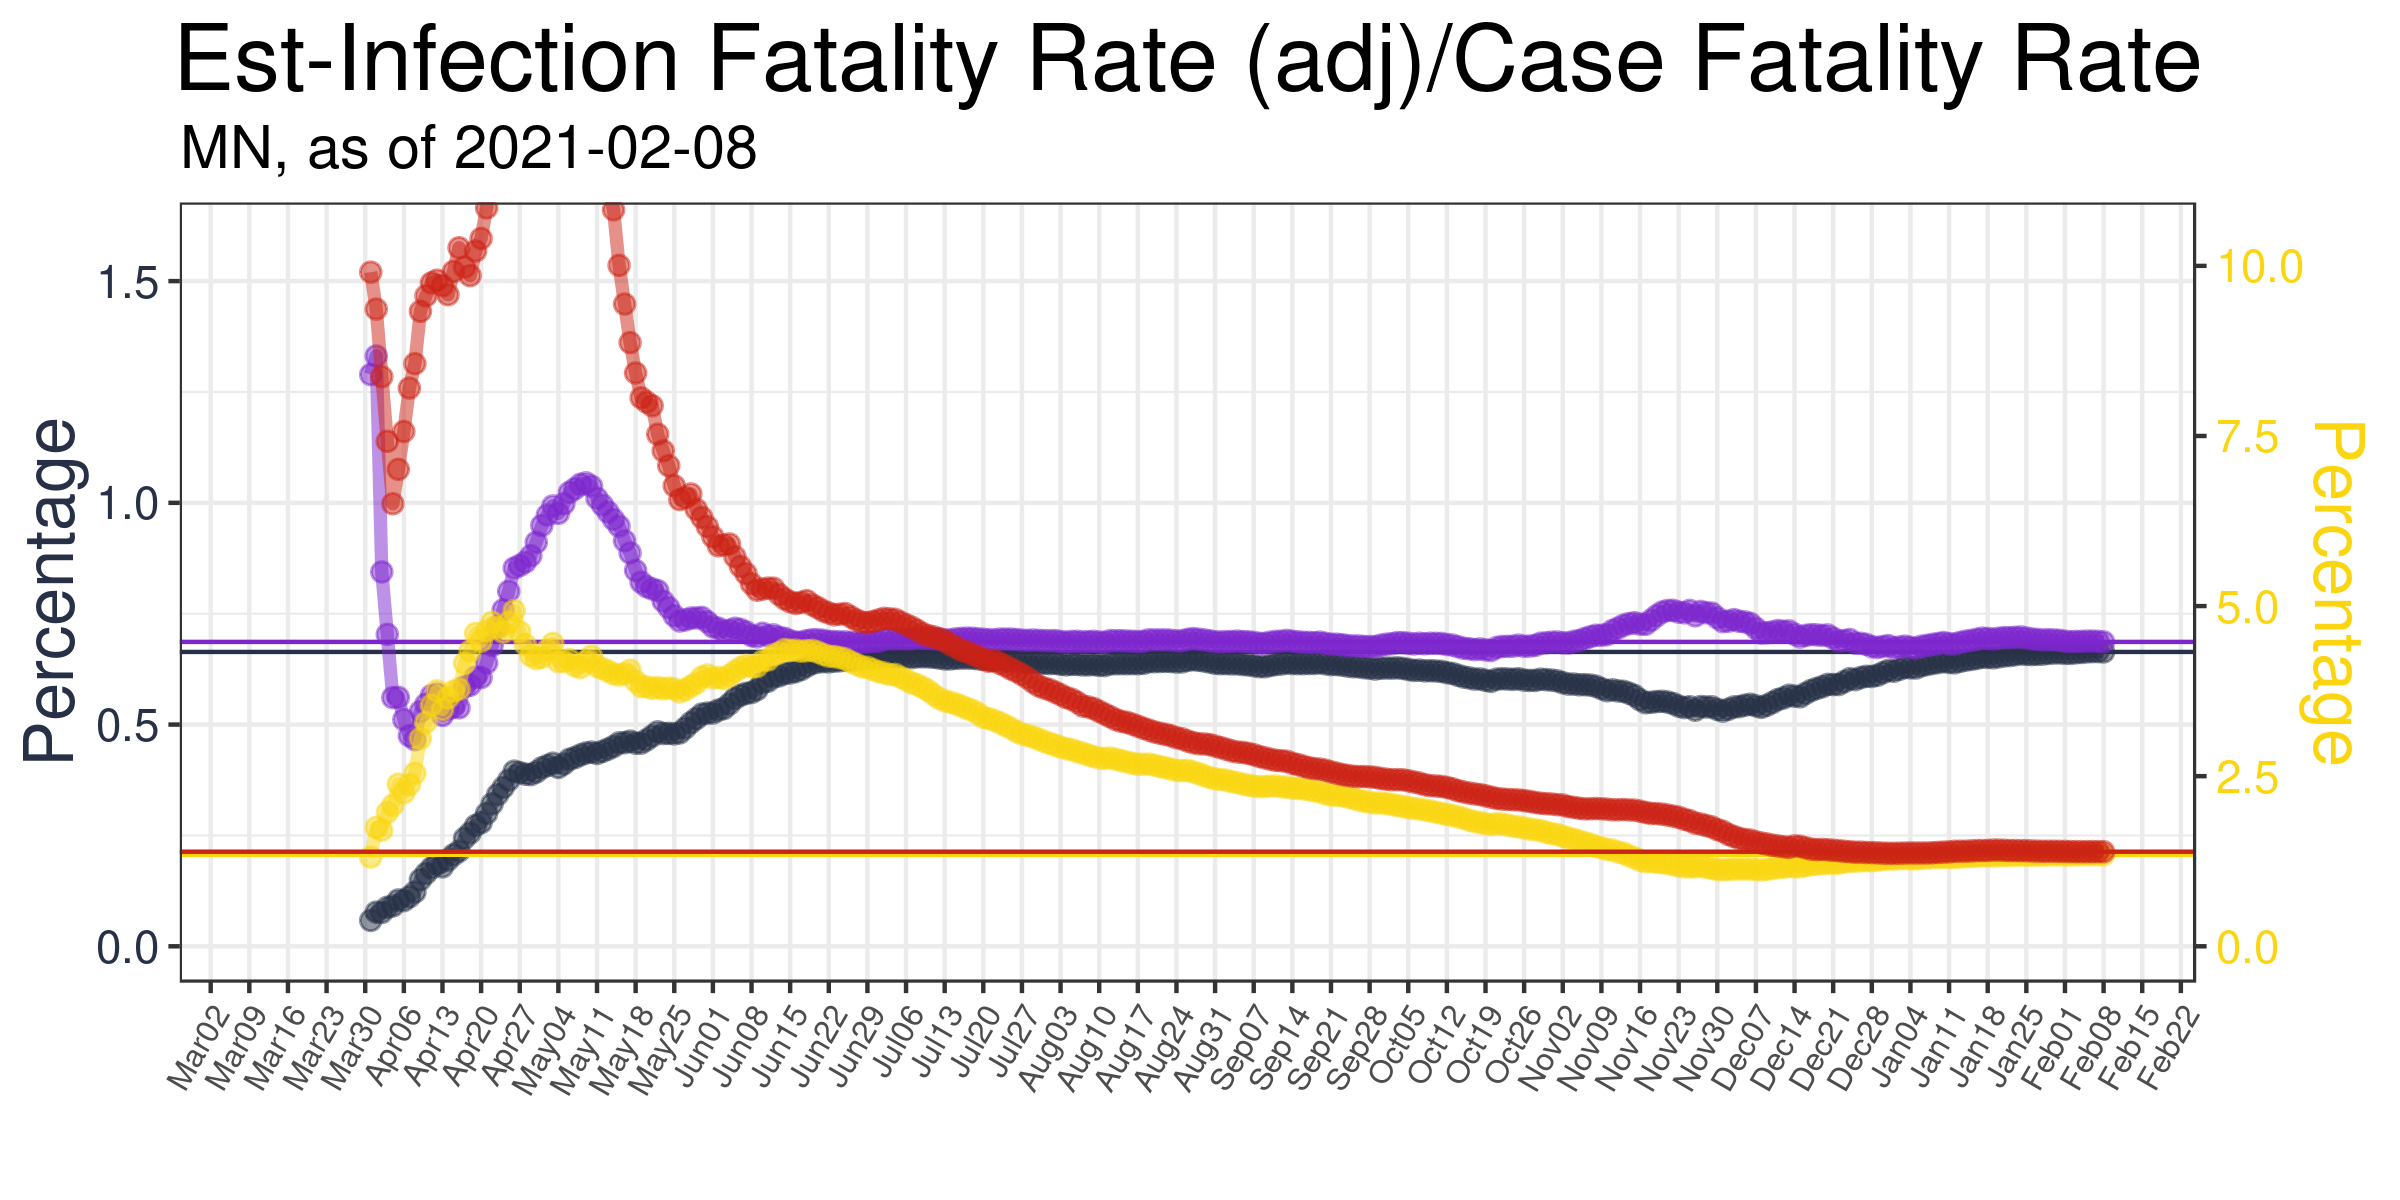 Est-Infection Fatality Rate (adj)/Case Fatality Rate
MN, as of 2021-02-08
Percentage
1.5
1.0
0.5
0.0
10.0
7.5
5.0
2.5
0.0
Percentage
Mar02
Mar09
Mar16
Mar23
Mar30
Apr06
Apr13
Apr20
Apr27
May04
May11
May18
May25
Jun01
Jun08
Jun15
Jun22
Jun29
Jul06
Jul13
Jul20
Jul27
Aug03
Aug10
Aug17
Aug24
Aug31
Sep07
Sep14
Sep21
Sep28
Oct05
Oct12
Oct19
Oct26
Nov02
Nov09
Nov16
Nov23
Nov30
Dec07
Dec14
Dec21
Dec28
Jan04
Jan11
Jan18
Jan25
Feb01
Feb08
Feb15
Feb22